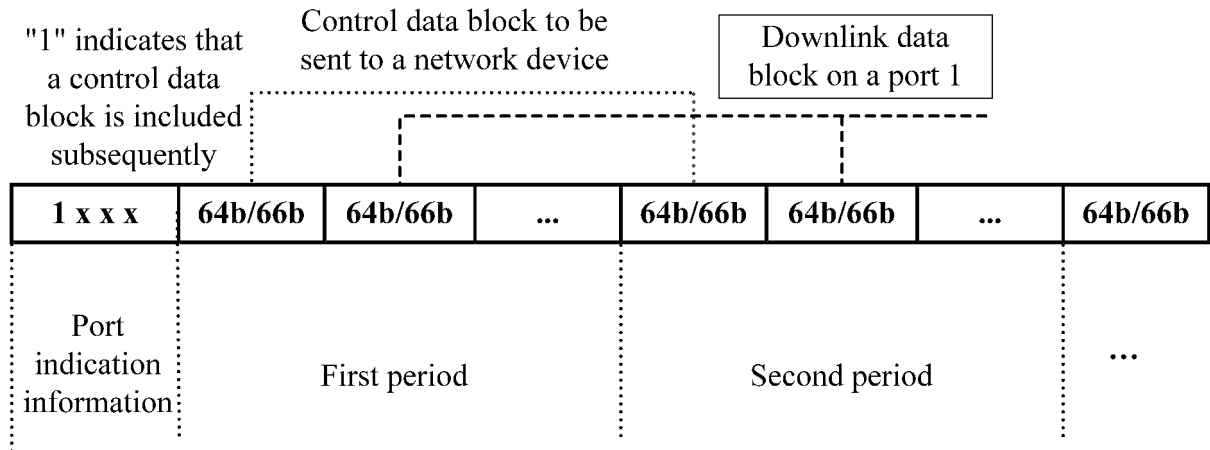 "1" indicates that
a control data
block is included
subsequently
Control data block to be
sent to a network device
Downlink data
block on a port 1
1 x x x
64b/66b
64b/66b
...
64b/66b
64b/66b
...
64b/66b
Port
indication
information
First period
Second period
...